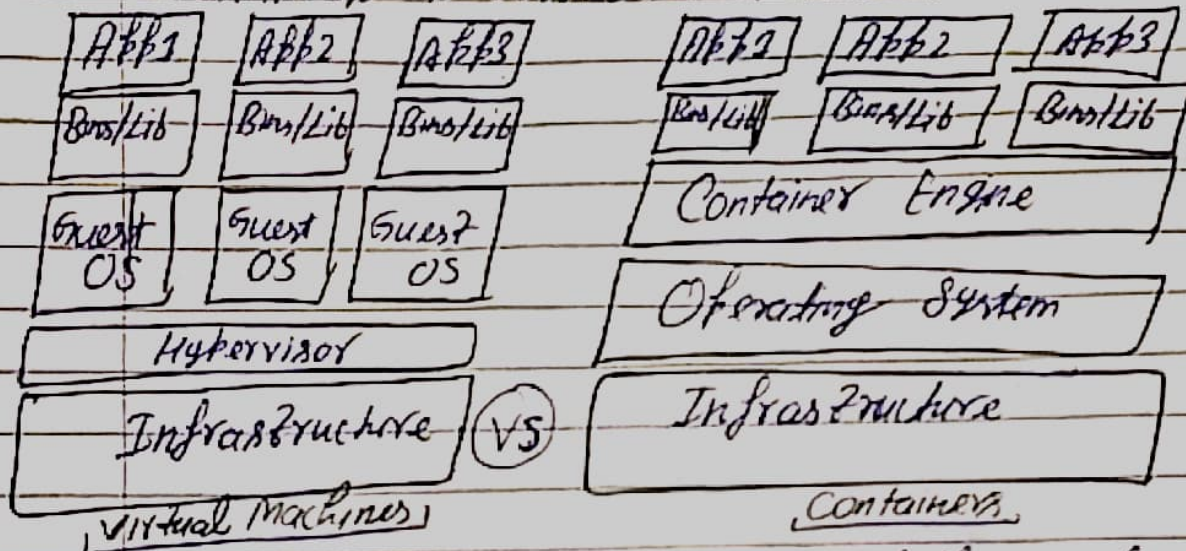 App1 App2 App3 App1 App2 App3
Bins/Lib Bins/Lib Bins/Lib Bins/Lib Bins/Lib Bins/Lib
Container Engine
Guest Guest Guest
OS OS OS
Operating System
Hypervisor
Infrastructure VS Infrastructure
Virtual Machines Containers